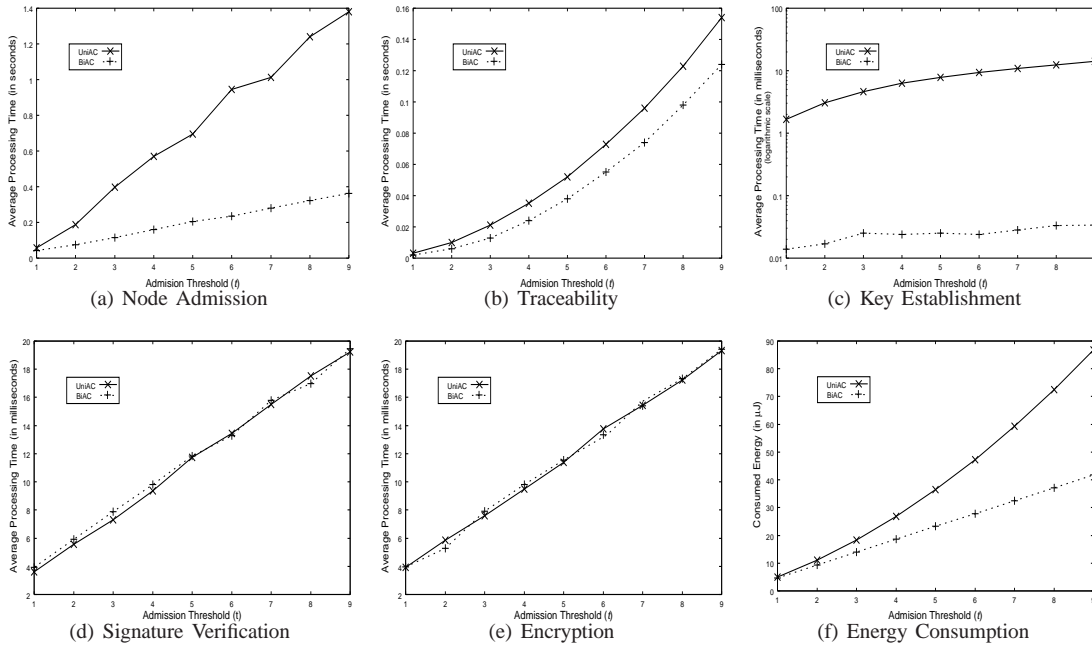 Average Processing Time (in seconds)
1.4
1.2
1
0.8
0.6
0.4
0.2
0
UniAC
BiAC
1 2 3 4 5 6 7 8 9
Admision Threshold (t)
(a) Node Admission
Average Processing Time (in seconds)
0.16
0.14
0.12
0.1
0.08
0.06
0.04
0.02
0
UniAC
BiAC
1 2 3 4 5 6 7 8 9
Admision Threshold (t)
(b) Traceability
Average Processing Time (in milliseconds)
(logarithmic scale)
100
10
1
0.1
0.01
UniAC
BiAC
1 2 3 4 5 6 7 8
Admision Threshold (t)
(c) Key Establishment
Average Processing Time (in milliseconds)
20
18
16
14
12
10
8
6
4
2
UniAC
BiAC
1 2 3 4 5 6 7 8 9
Admission Threshold (t)
(d) Signature Verification
Average Processing Time (in milliseconds)
20
18
16
14
12
10
8
6
4
2
UniAC
BiAC
1 2 3 4 5 6 7 8 9
Admission Threshold (t)
(e) Encryption
Consumed Energy (in μJ)
90
80
70
60
50
40
30
20
10
0
UniAC
BiAC
1 2 3 4 5 6 7 8 9
Admision Threshold (t)
(f) Energy Consumption